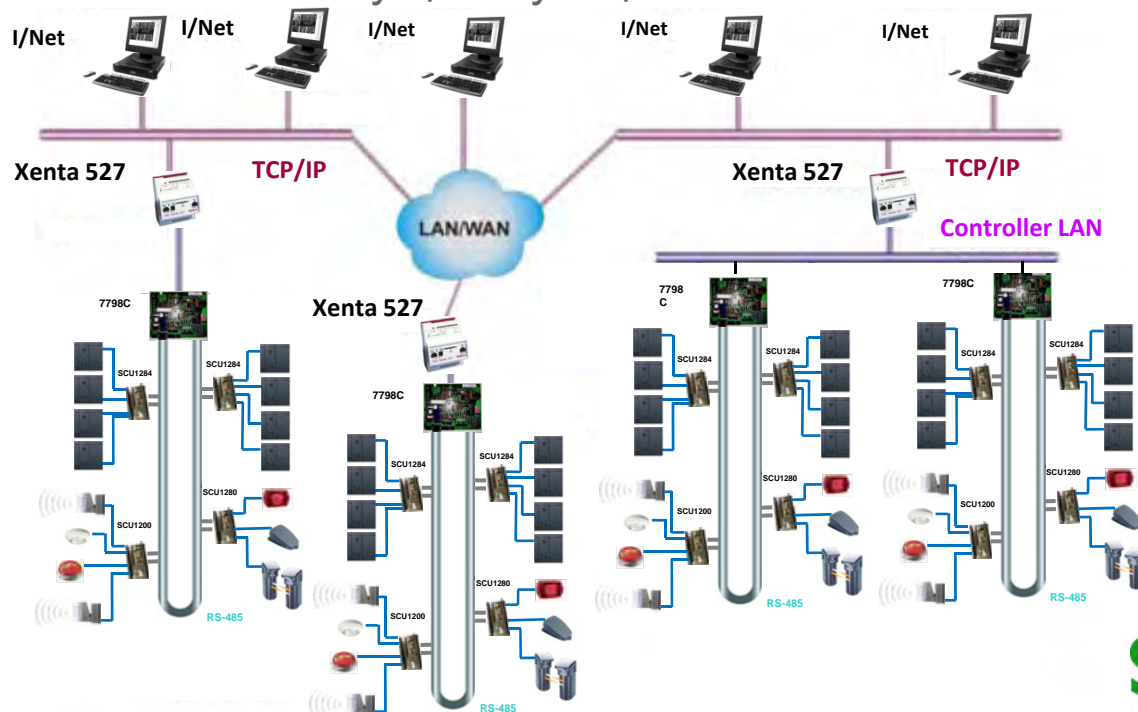 I/Net
I/Net
I/Net
I/Net
I/Net
Xenta 527
TCP/IP
LAN/WAN
Xenta 527
TCP/IP
Controller LAN
Xenta 527
7798C
SCU1284
SCU1284
SCU1280
SCU1200
RS-485
7798C
SCU1284
SCU1284
SCU1280
SCU1200
RS-485
7798
C
SCU1284
SCU1284
SCU1280
SCU1200
RS-485
7798C
SCU1284
SCU1284
SCU1280
SCU1200
RS-485